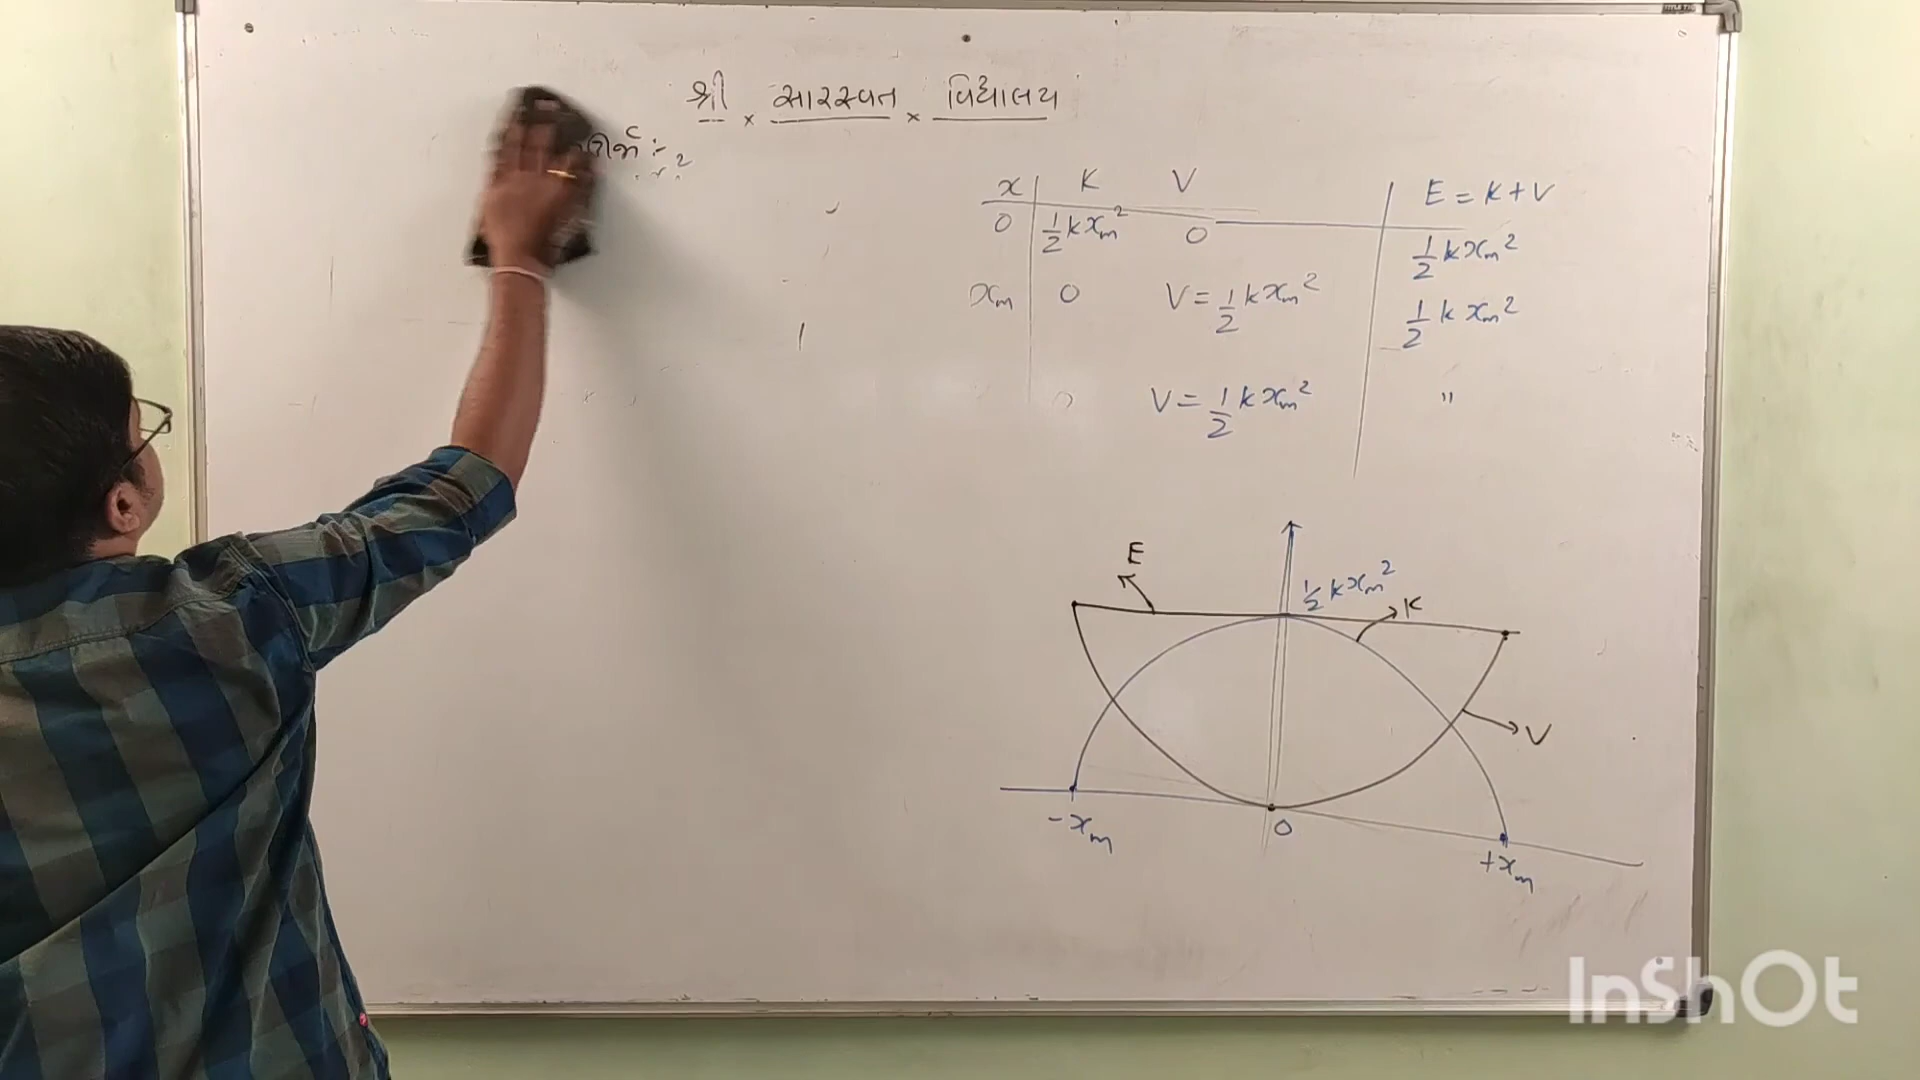 શ્રી × સારસ્વત × વિદ્યાલય
x K V E = K + V
0 ½kxₘ² 0 ½kxₘ²
xₘ 0 V = ½kxₘ² ½kxₘ²
0 V = ½kxₘ² "
E
½kxₘ²
K
V
-xₘ 0 +xₘ
InShOt